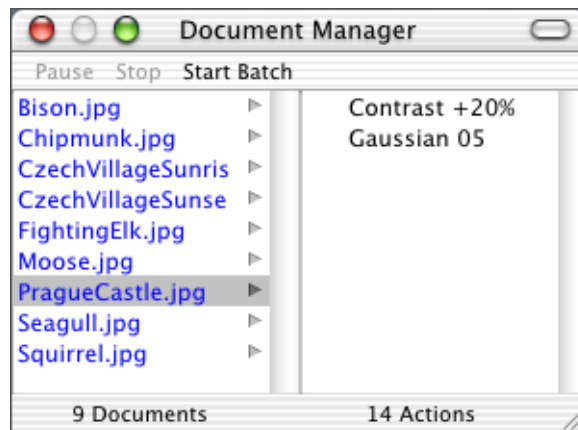 Document Manager
Pause Stop Start Batch
Bison.jpg
Chipmunk.jpg
CzechVillageSunris
CzechVillageSunse
FightingElk.jpg
Moose.jpg
PragueCastle.jpg
Seagull.jpg
Squirrel.jpg
Contrast +20%
Gaussian 05
9 Documents
14 Actions